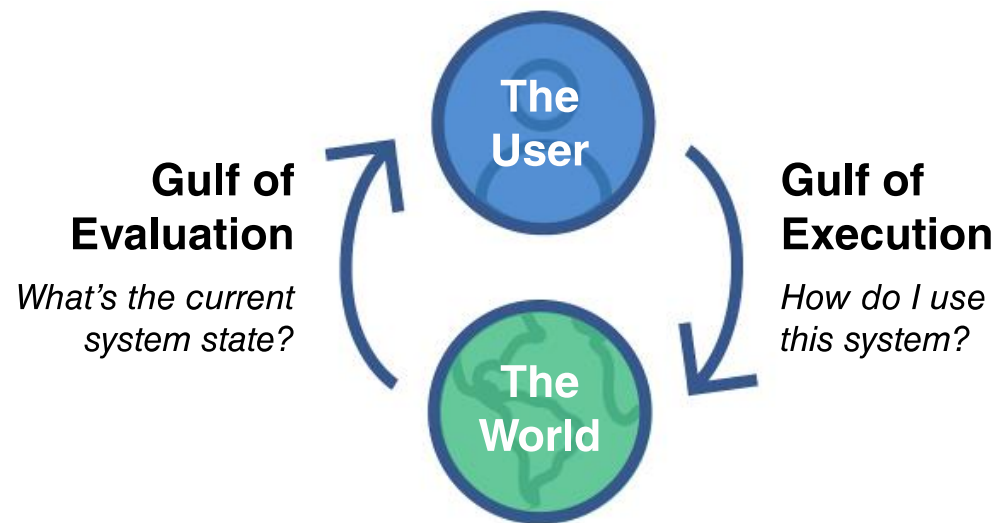 The
User
Gulf of
Evaluation
What's the current
system state?
Gulf of
Execution
How do I use
this system?
The
World